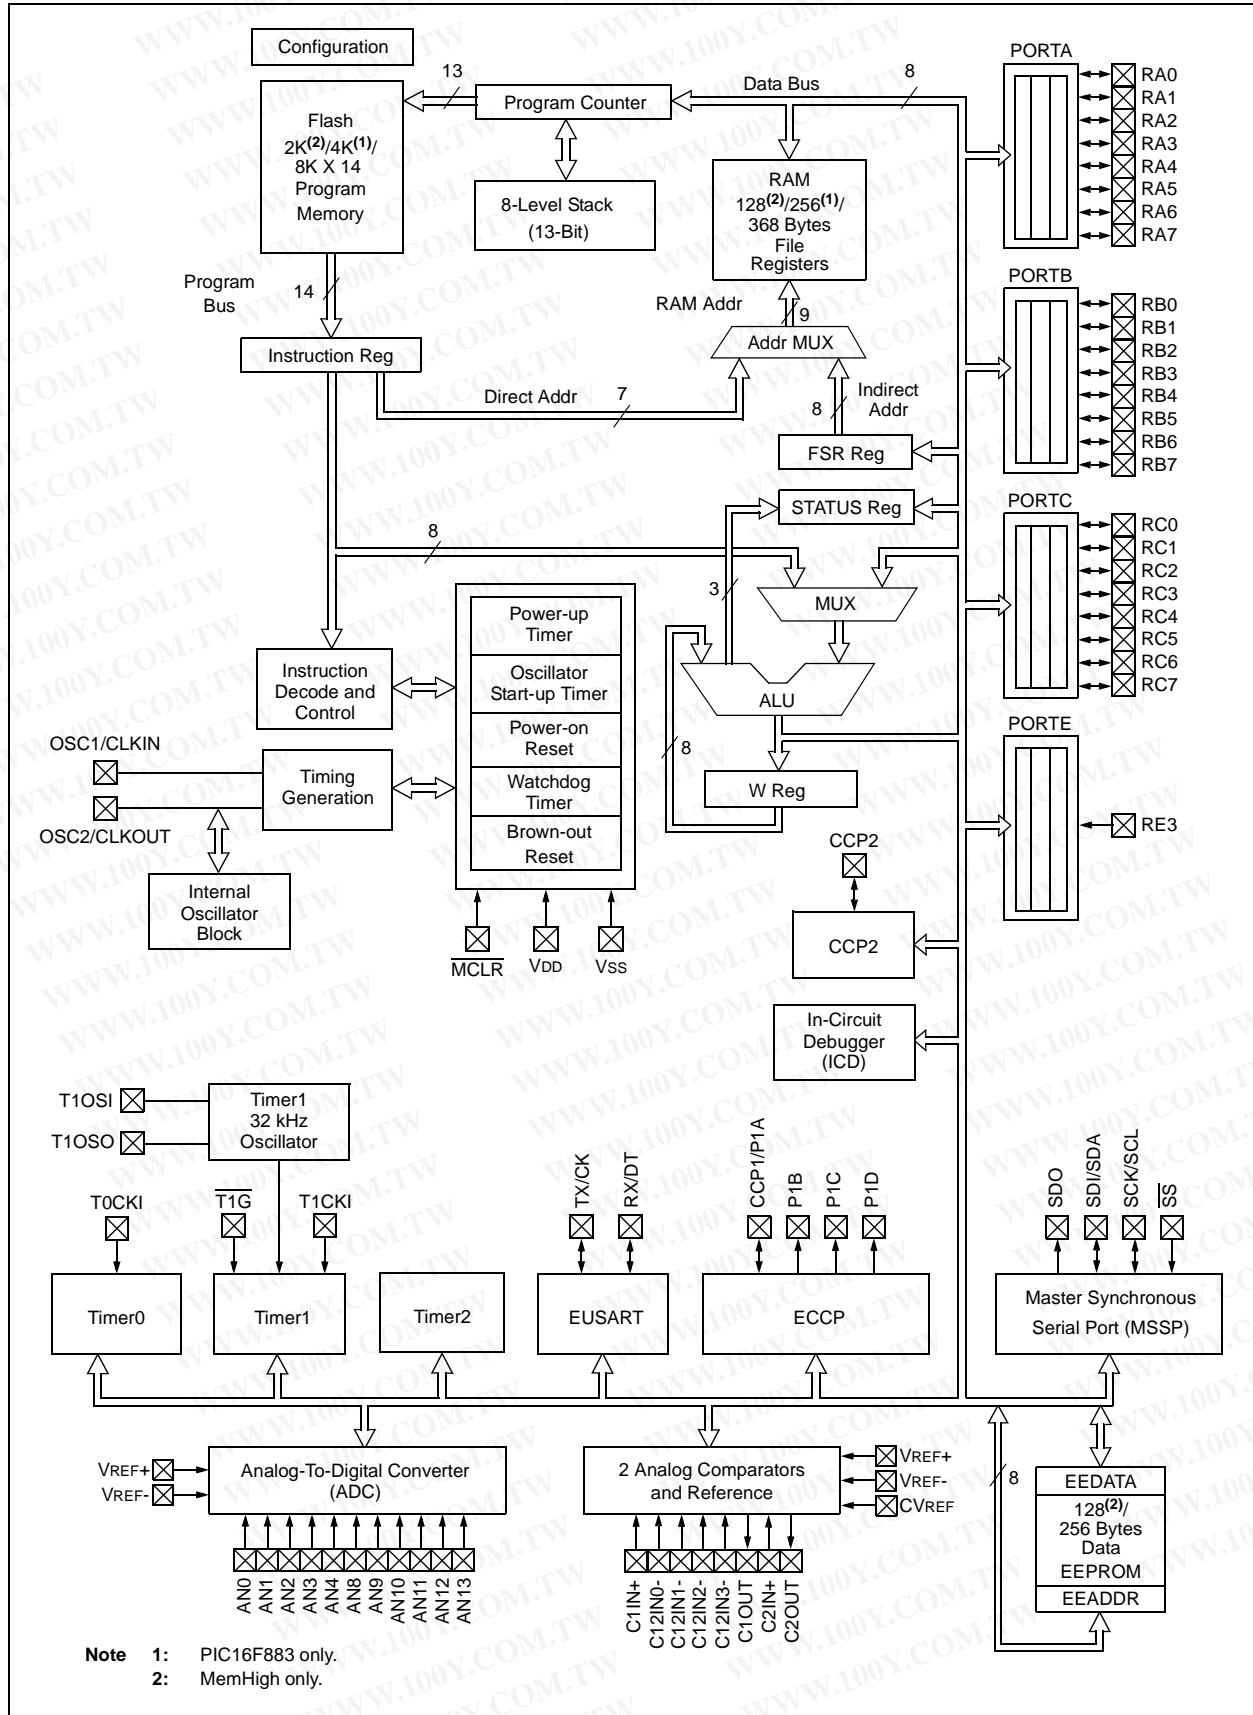 Configuration
Flash
2K(2)/4K(1)/
8K X 14
Program
Memory
13
Program Counter
Data Bus
8
8-Level Stack
(13-Bit)
RAM
128(2)/256(1)/
368 Bytes
File
Registers
PORTA
RA0
RA1
RA2
RA3
RA4
RA5
RA6
RA7
Program
Bus
14
RAM Addr
9
Addr MUX
Instruction Reg
Direct Addr
7
8
Indirect
Addr
FSR Reg
PORTB
RB0
RB1
RB2
RB3
RB4
RB5
RB6
RB7
STATUS Reg
8
3
MUX
ALU
8
W Reg
PORTC
RC0
RC1
RC2
RC3
RC4
RC5
RC6
RC7
Power-up
Timer
Oscillator
Start-up Timer
Power-on
Reset
Watchdog
Timer
Brown-out
Reset
Instruction
Decode and
Control
OSC1/CLKIN
Timing
Generation
OSC2/CLKOUT
Internal
Oscillator
Block
MCLR
VDD
VSS
PORTE
RE3
CCP2
CCP2
In-Circuit
Debugger
(ICD)
T1OSI
T1OSO
Timer1
32 kHz
Oscillator
T0CKI
T1G
T1CKI
TX/CK
RX/DT
CCP1/P1A
P1B
P1C
P1D
SDO
SDI/SDA
SCK/SCL
SS
Timer0
Timer1
Timer2
EUSART
ECCP
Master Synchronous
Serial Port (MSSP)
VREF+
VREF-
Analog-To-Digital Converter
(ADC)
2 Analog Comparators
and Reference
VREF+
VREF-
CVREF
8
EEDATA
128(2)/
256 Bytes
Data
EEPROM
EEADDR
AN0
AN1
AN2
AN3
AN4
AN8
AN9
AN10
AN11
AN12
AN13
C1IN+
C12IN0-
C12IN1-
C12IN2-
C12IN3-
C1OUT
C2IN+
C2OUT
Note 1: PIC16F883 only.
2: MemHigh only.
WWW.100Y.COM.TW